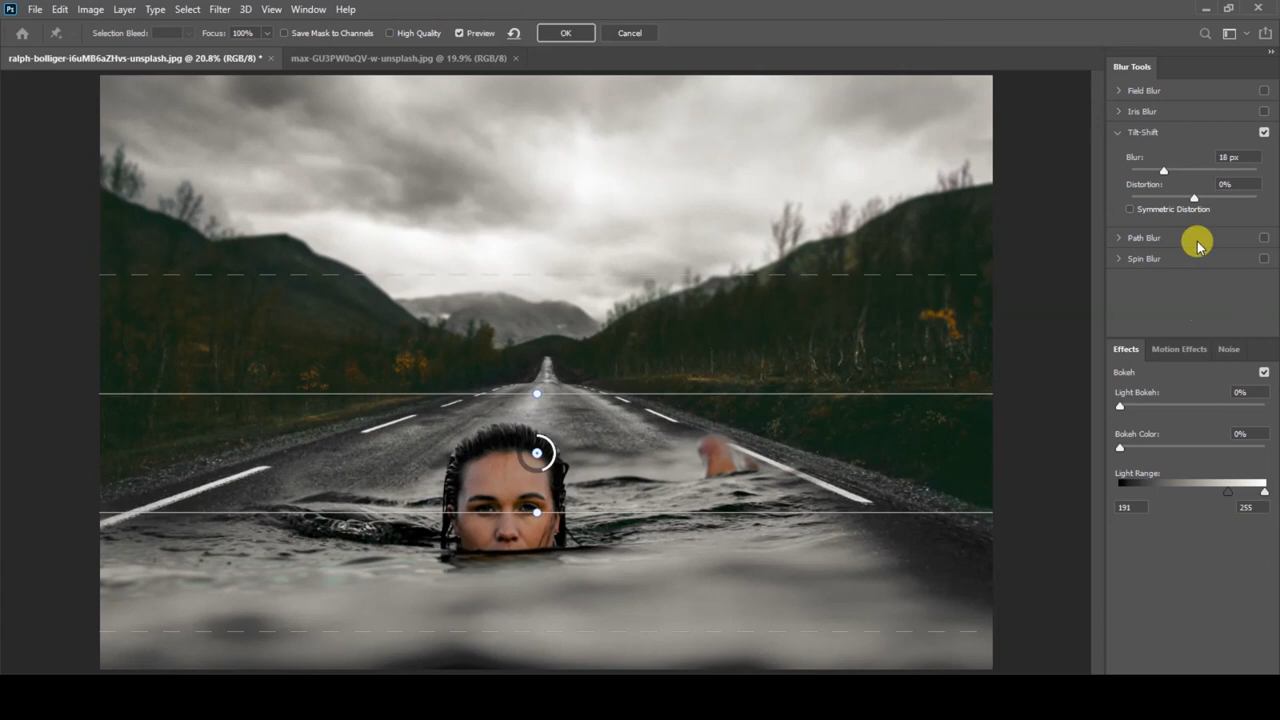 Ps File Edit Image Layer Type Select Filter 3D View Window Help
Selection Bleed: Focus: 100% Save Mask to Channels High Quality Preview OK Cancel
ralph-bolliger-i6uMB6aZHvs-unsplash.jpg @ 20.8% (RGB/8) * × max-GU3PW0xQV-w-unsplash.jpg @ 19.9% (RGB/8) ×
Blur Tools
Field Blur
Iris Blur
Tilt-Shift
Blur: 18 px
Distortion: 0%
Symmetric Distortion
Path Blur
Spin Blur
Effects Motion Effects Noise
Bokeh
Light Bokeh: 0%
Bokeh Color: 0%
Light Range:
191 255